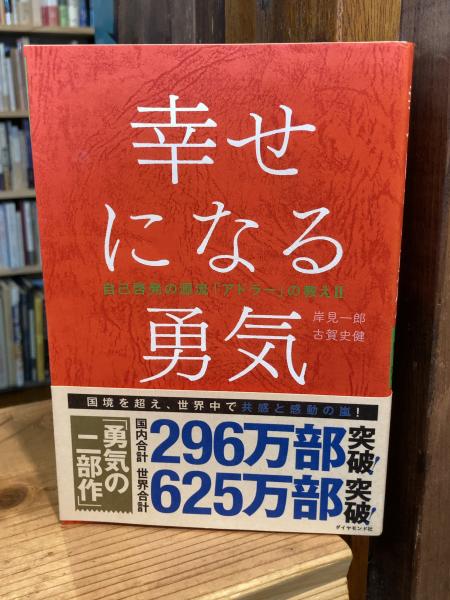 幸せ
になる
勇気
自己啓発の源流「アドラー」の教えII
岸見一郎
古賀史健
国境を超え、世界中で共感と感動の嵐!
「勇気の
二部作」
国内合計296万部突破!
世界合計625万部突破!
ダイヤモンド社